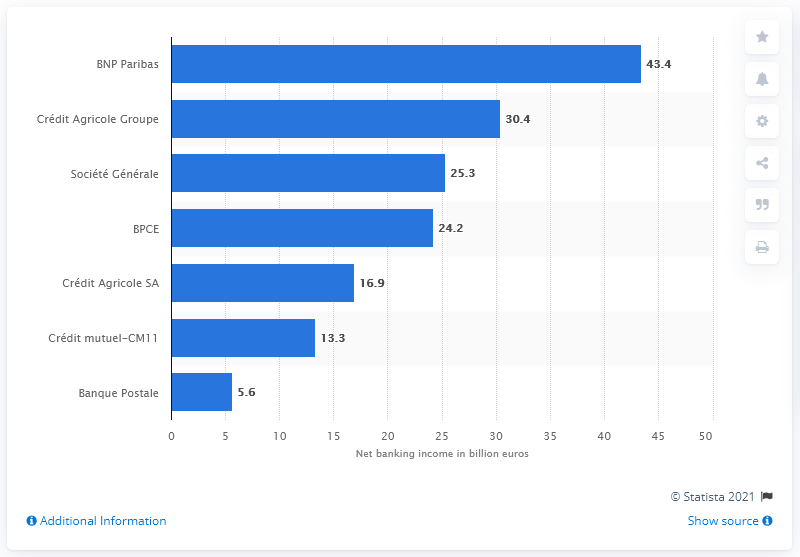 BNP Paribas 43.4
Crédit Agricole Groupe 30.4
Société Générale 25.3
BPCE 24.2
Crédit Agricole SA 16.9
Crédit mutuel-CM11 13.3
Banque Postale 5.6
0 5 10 15 20 25 30 35 40 45 50
Net banking income in billion euros
© Statista 2021
Additional Information Show source